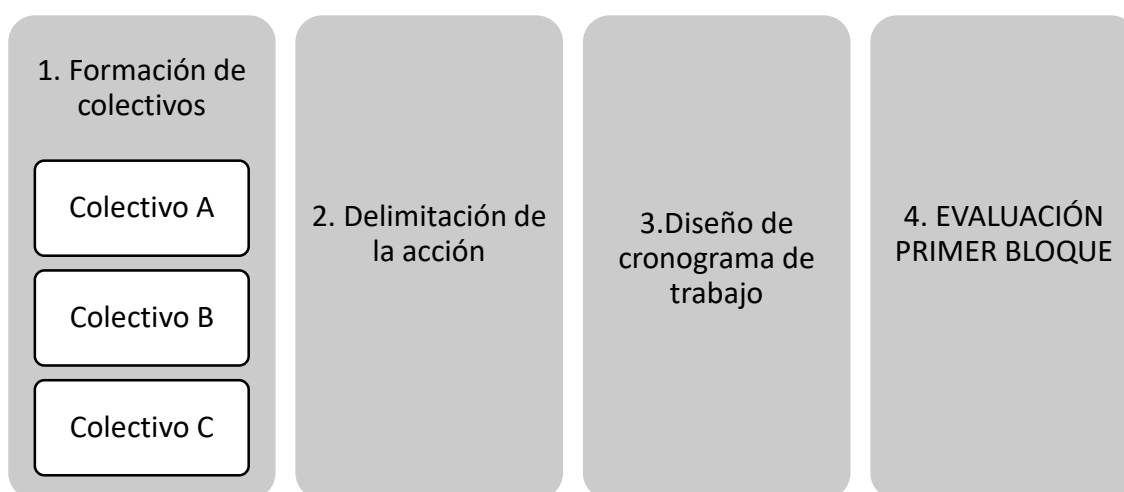 1. Formación de
colectivos
Colectivo A
Colectivo B
Colectivo C
2. Delimitación de
la acción
3.Diseño de
cronograma de
trabajo
4. EVALUACIÓN
PRIMER BLOQUE